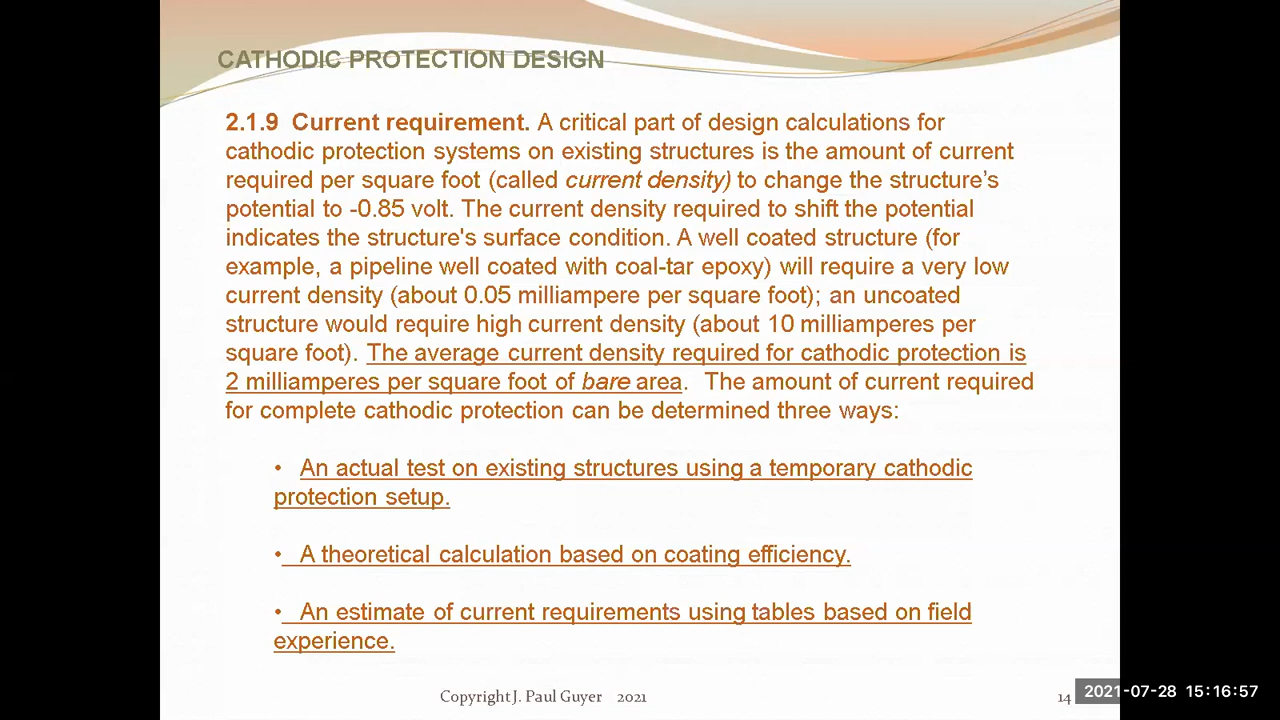 CATHODIC PROTECTION DESIGN
2.1.9 Current requirement. A critical part of design calculations for
cathodic protection systems on existing structures is the amount of current
required per square foot (called current density) to change the structure’s
potential to -0.85 volt. The current density required to shift the potential
indicates the structure's surface condition. A well coated structure (for
example, a pipeline well coated with coal-tar epoxy) will require a very low
current density (about 0.05 milliampere per square foot); an uncoated
structure would require high current density (about 10 milliamperes per
square foot). The average current density required for cathodic protection is
2 milliamperes per square foot of bare area. The amount of current required
for complete cathodic protection can be determined three ways:
• An actual test on existing structures using a temporary cathodic
protection setup.
• A theoretical calculation based on coating efficiency.
• An estimate of current requirements using tables based on field
experience.
Copyright J. Paul Guyer 2021
14
2021-07-28 15:16:57